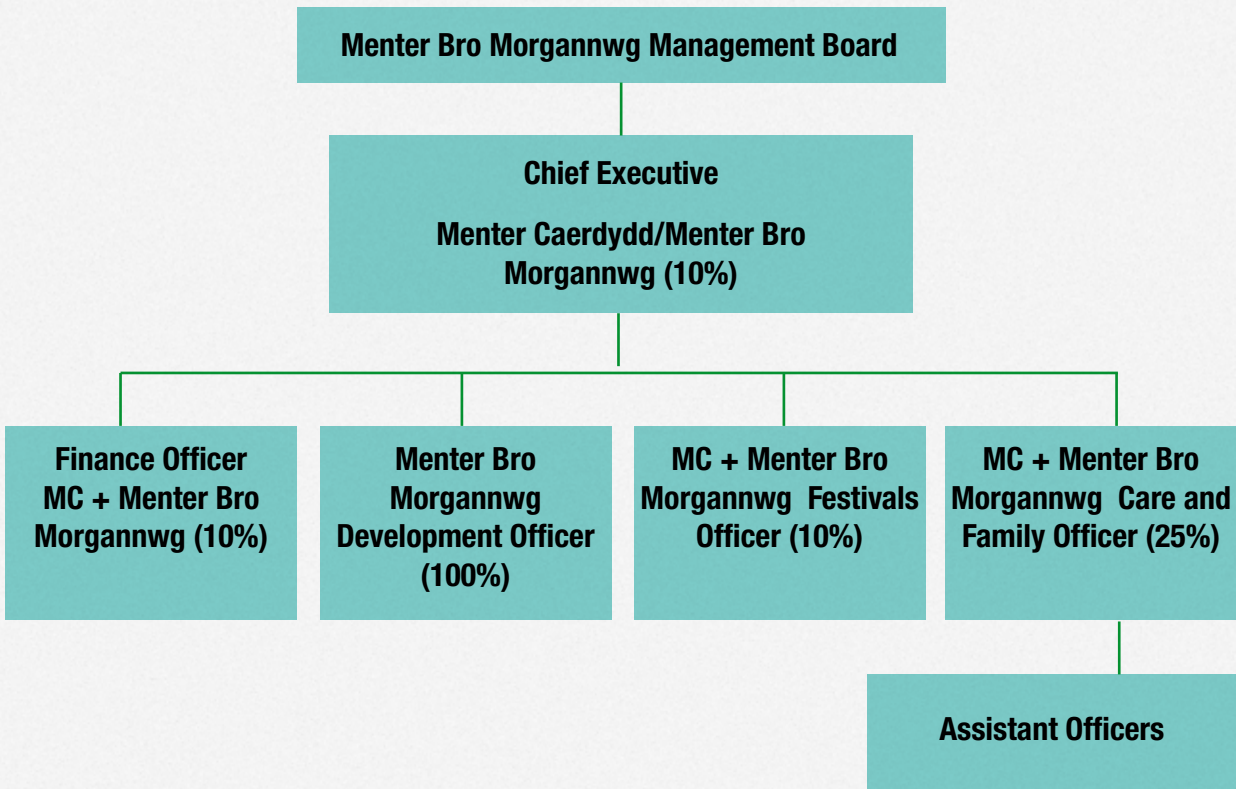 Menter Bro Morgannwg Management Board
Chief Executive
Menter Caerdydd/Menter Bro
Morgannwg (10%)
Finance Officer
MC + Menter Bro
Morgannwg (10%)
Menter Bro
Morgannwg
Development Officer
(100%)
MC + Menter Bro
Morgannwg Festivals
Officer (10%)
MC + Menter Bro
Morgannwg Care and
Family Officer (25%)
Assistant Officers